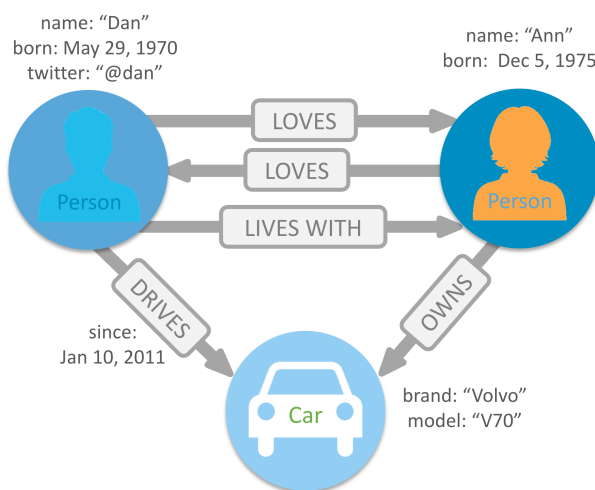 name: “Dan”
born: May 29, 1970
twitter: “@dan”
name: “Ann”
born:  Dec 5, 1975
LOVES
LOVES
Person
Person
LIVES WITH
DRIVES
OWNS
since:
Jan 10, 2011
Car
brand: “Volvo”
model: “V70”